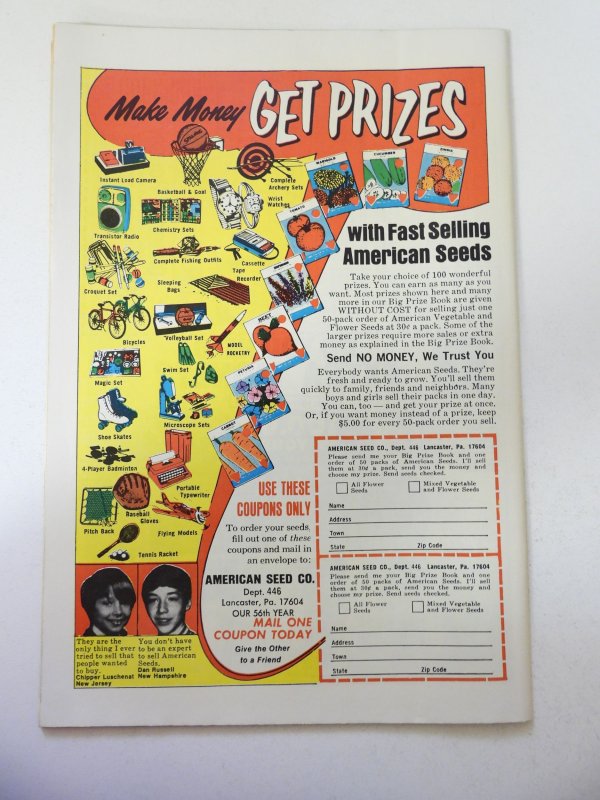 Make Money GET PRIZES
Instant Load Camera
Basketball & Goal
Complete
Archery Sets
Wrist
Watches
Transistor Radio
Chemistry Sets
Complete Fishing Outfits
Cassette
Tape
Recorder
Croquet Set
Sleeping
Bags
Bicycles
Volleyball Set
MODEL
ROCKETRY
Magic Set
Swim Set
Shoe Skates
Microscope Sets
4-Player Badminton
Portable
Typewriter
Baseball
Gloves
Pitch Back
Flying Models
Tennis Racket
MARIGOLD
CUCUMBER
ZINNIA
TOMATO
BEET
PETUNIA
CARROT
with Fast Selling
American Seeds
Take your choice of 100 wonderful
prizes. You can earn as many as you
want. Most prizes shown here and many
more in our Big Prize Book are given
WITHOUT COST for selling just one
50-pack order of American Vegetable and
Flower Seeds at 30¢ a pack. Some of the
larger prizes require more sales or extra
money as explained in the Big Prize Book.
Send NO MONEY, We Trust You
Everybody wants American Seeds. They're
fresh and ready to grow. You'll sell them
quickly to family, friends and neighbors. Many
boys and girls sell their packs in one day.
You can, too — and get your prize at once.
Or, if you want money instead of a prize, keep
$5.00 for every 50-pack order you sell.
USE THESE
COUPONS ONLY
To order your seeds
fill out one of these
coupons and mail in
an envelope to:
AMERICAN SEED CO.
Dept. 446
Lancaster, Pa. 17604
OUR 56th YEAR
MAIL ONE
COUPON TODAY
Give the Other
to a Friend
They are the
only thing I ever
tried to sell that
people wanted
to buy.
Chipper Luschenat
New Jersey
You don't have
to be an expert
to sell American
Seeds.
Dan Russell
New Hampshire
AMERICAN SEED CO., Dept. 446 Lancaster, Pa. 17604
Please send me your Big Prize Book and one
order of 50 packs of American Seeds. I'll sell
them at 30¢ a pack, send you the money and
choose my prize. Send seeds checked.
All Flower
Seeds
Mixed Vegetable
and Flower Seeds
Name
Address
Town
State Zip Code
AMERICAN SEED CO., Dept. 446 Lancaster, Pa. 17604
Please send me your Big Prize Book and one
order of 50 packs of American Seeds. I'll sell
them at 30¢ a pack, send you the money and
choose my prize. Send seeds checked.
All Flower
Seeds
Mixed Vegetable
and Flower Seeds
Name
Address
Town
State Zip Code